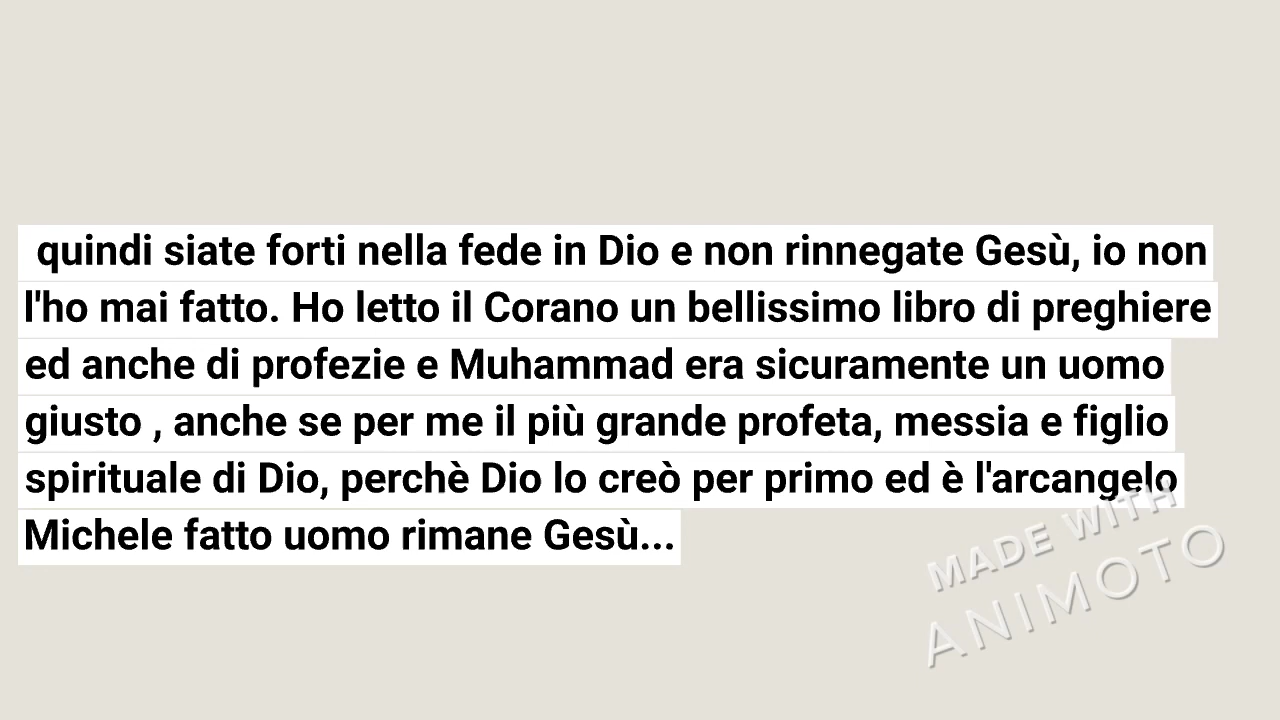 quindi siate forti nella fede in Dio e non rinnegate Gesù, io non
l'ho mai fatto. Ho letto il Corano un bellissimo libro di preghiere
ed anche di profezie e Muhammad era sicuramente un uomo
giusto , anche se per me il più grande profeta, messia e figlio
spirituale di Dio, perchè Dio lo creò per primo ed è l'arcangelo
Michele fatto uomo rimane Gesù...
MADE WITH
ANIMOTO